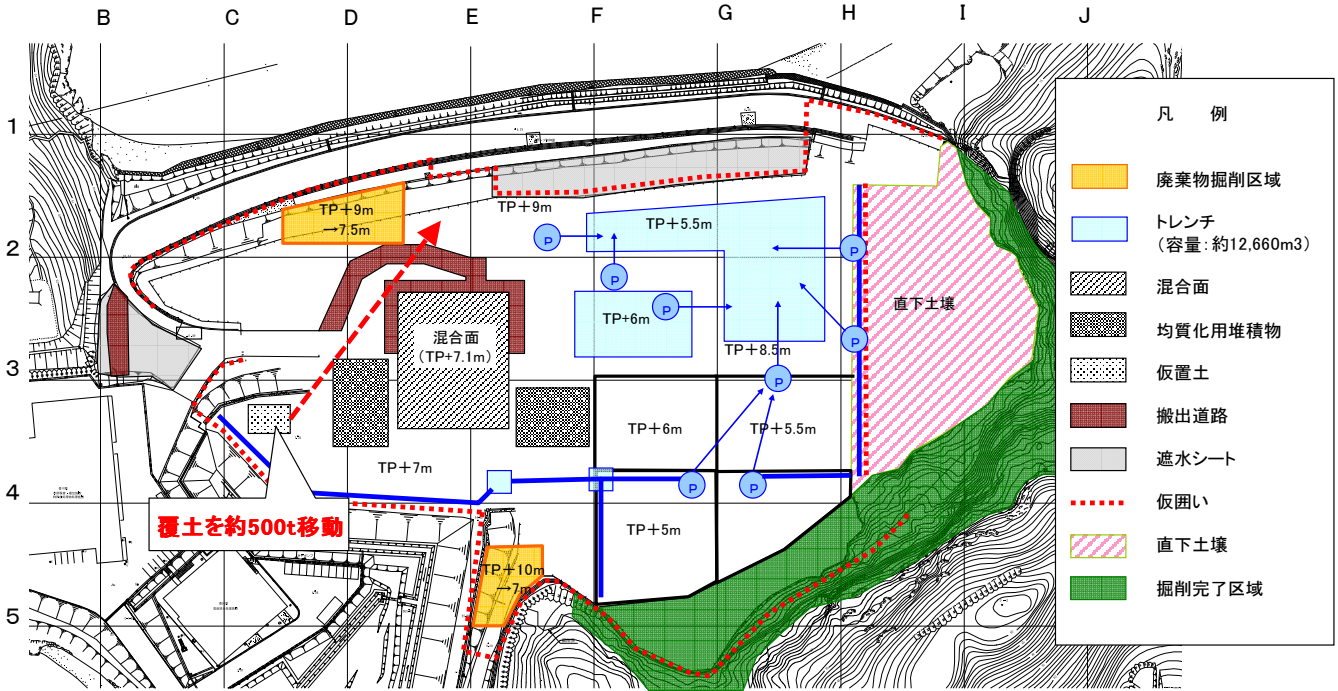 B C D E F G H I J
1
2
3
4
5
TP+9m
→7.5m
TP+9m
TP+5.5m
P
P
P
P
P
P
P
P
TP+6m
TP+8.5m
直下土壌
混合面
(TP+7.1m)
TP+6m
TP+5.5m
TP+7m
覆土を約500t移動
TP+5m
TP+10m
→7m
凡 例
廃棄物掘削区域
トレンチ
(容量:約12,660m3)
混合面
均質化用堆積物
仮置土
搬出道路
遮水シート
仮囲い
直下土壌
掘削完了区域